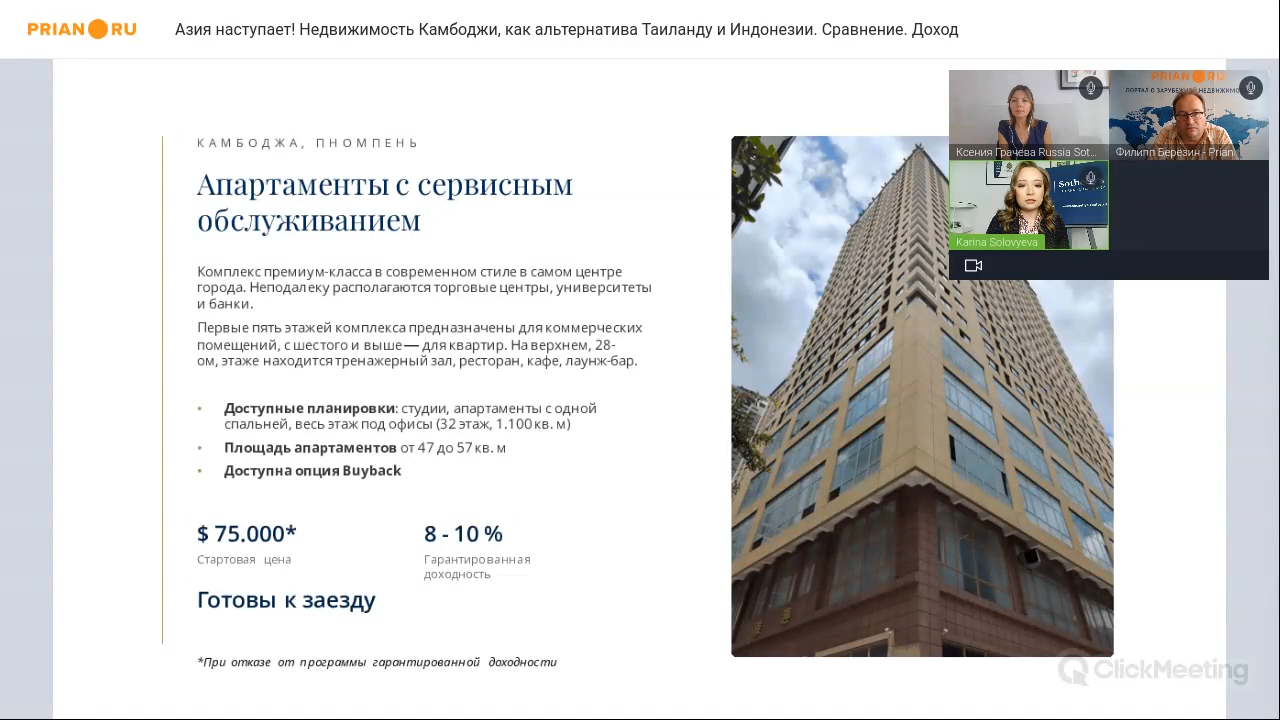 PRIAN RU
Азия наступает! Недвижимость Камбоджи, как альтернатива Таиланду и Индонезии. Сравнение. Доход
PRIAN RU
ПОРТАЛ О ЗАРУБЕЖНОЙ НЕДВИЖИМО
Ксения Грачева Russia Sot...
Филипп Березин - Prian...
Soth
Karina Solovyeva
КАМБОДЖА, ПНОМПЕНЬ
Апартаменты с сервисным
обслуживанием
Комплекс премиум-класса в современном стиле в самом центре
города. Неподалеку располагаются торговые центры, университеты
и банки.
Первые пять этажей комплекса предназначены для коммерческих
помещений, с шестого и выше — для квартир. На верхнем, 28-
ом, этаже находится тренажерный зал, ресторан, кафе, лаунж-бар.
• Доступные планировки: студии, апартаменты с одной
спальней, весь этаж под офисы (32 этаж, 1.100 кв. м)
• Площадь апартаментов от 47 до 57 кв. м
• Доступна опция Buyback
$ 75.000*
8 - 10 %
Стартовая цена
Гарантированная
доходность
Готовы к заезду
*При отказе от программы гарантированной доходности
ClickMeeting